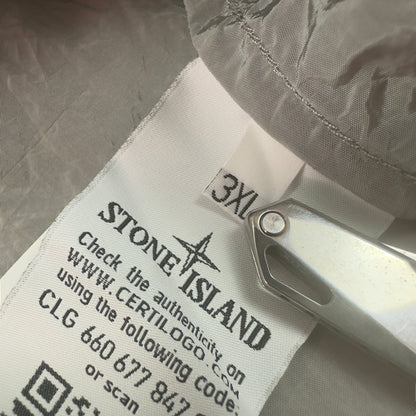 3XL
STONE ISLAND
Check the authenticity on
WWW.CERTILOGO.COM
using the following code:
CLG 660 677 847
or scan